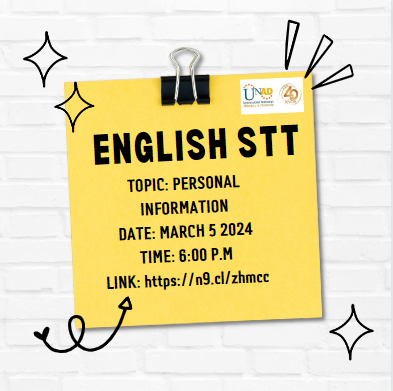 UNAD
ENGLISH STT
TOPIC: PERSONAL
INFORMATION
DATE: MARCH 5 2024
TIME: 6:00 P.M
LINK: https://n9.cl/zhmcc